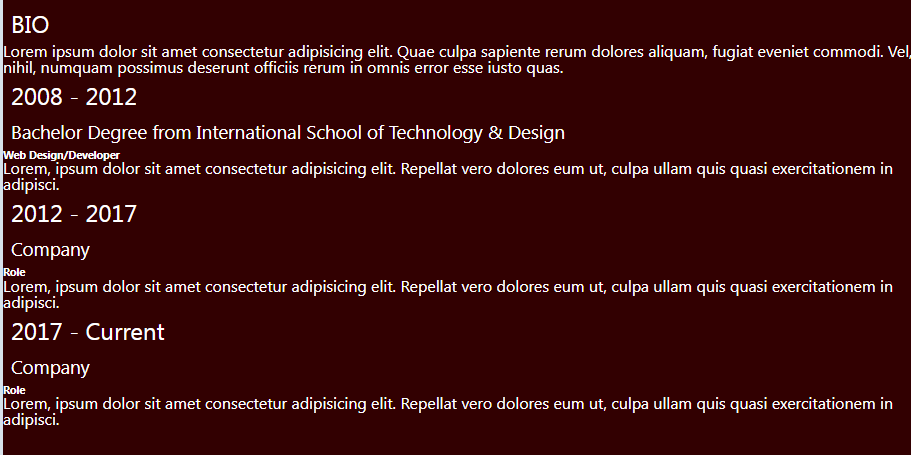 BIO
Lorem ipsum dolor sit amet consectetur adipisicing elit. Quae culpa sapiente rerum dolores aliquam, fugiat eveniet commodi. Vel,
nihil, numquam possimus deserunt officiis rerum in omnis error esse iusto quas.
2008 - 2012
Bachelor Degree from International School of Technology & Design
Web Design/Developer
Lorem, ipsum dolor sit amet consectetur adipisicing elit. Repellat vero dolores eum ut, culpa ullam quis quasi exercitationem in
adipisci.
2012 - 2017
Company
Role
Lorem, ipsum dolor sit amet consectetur adipisicing elit. Repellat vero dolores eum ut, culpa ullam quis quasi exercitationem in
adipisci.
2017 - Current
Company
Role
Lorem, ipsum dolor sit amet consectetur adipisicing elit. Repellat vero dolores eum ut, culpa ullam quis quasi exercitationem in
adipisci.